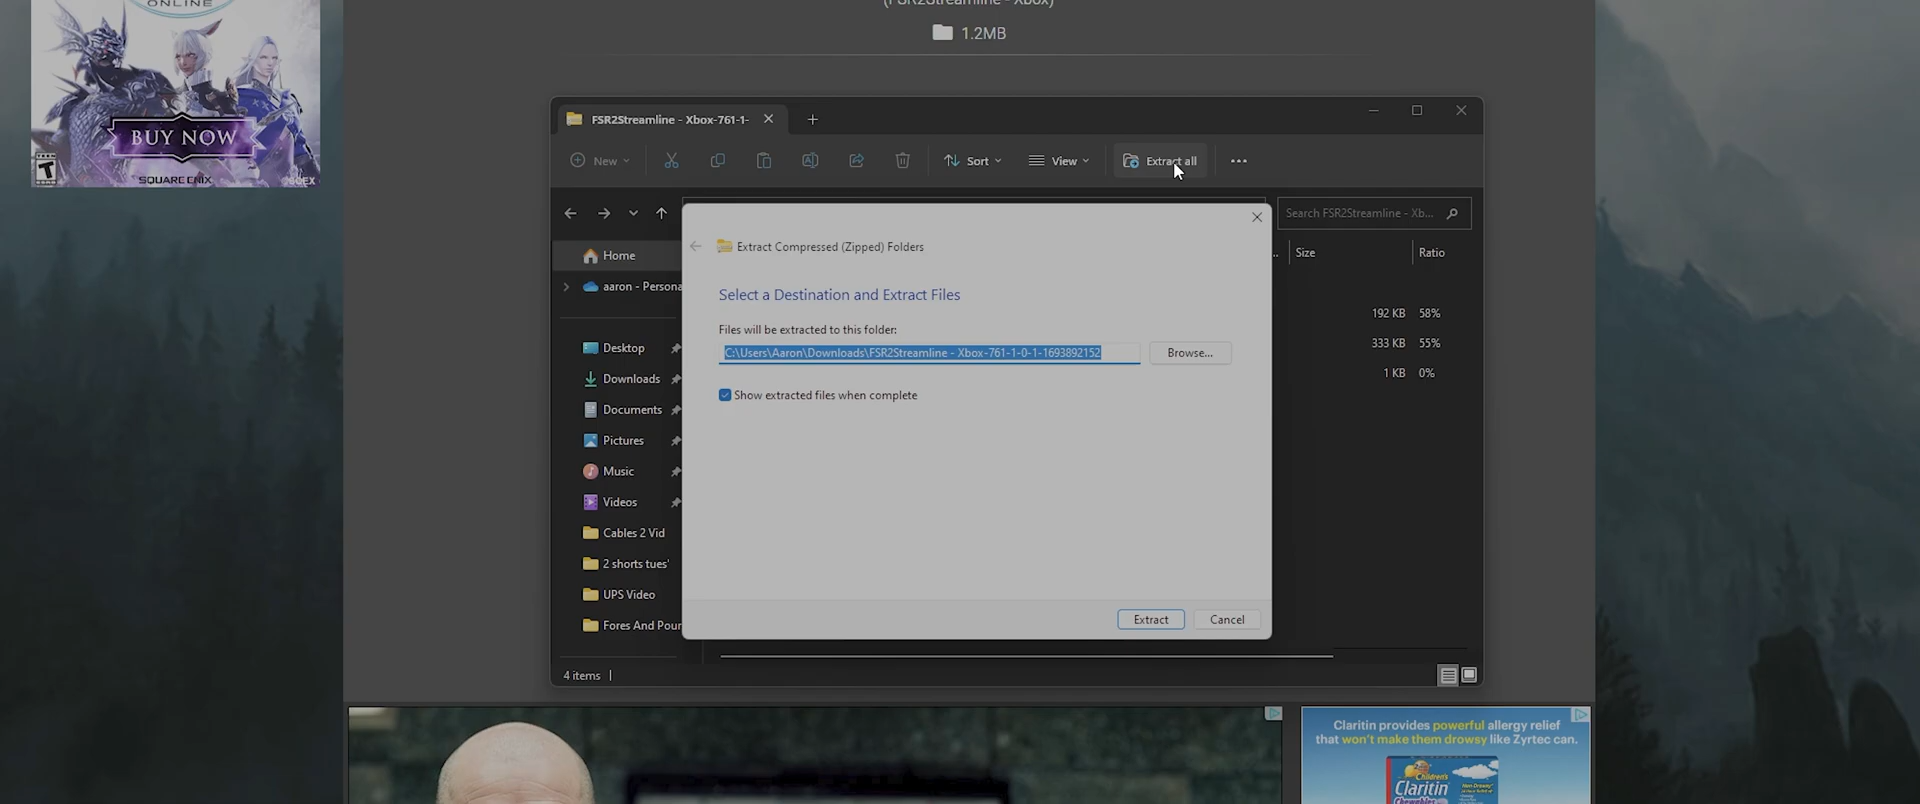 ONLINE
BUY NOW
T
SQUARE ENIX
(FSR2Streamline - Xbox)
1.2MB
FSR2Streamline - Xbox-761-1-
New
Sort
View
Extract all
Search FSR2Streamline - Xb...
Home
aaron - Persona
Desktop
Downloads
Documents
Pictures
Music
Videos
Cables 2 Vid
2 shorts tues'
UPS Video
Fores And Pour
Extract Compressed (Zipped) Folders
Select a Destination and Extract Files
Files will be extracted to this folder:
C:\Users\Aaron\Downloads\FSR2Streamline - Xbox-761-1-0-1-1693892152
Browse...
Show extracted files when complete
Extract
Cancel
.. Size Ratio
192 KB 58%
333 KB 55%
1 KB 0%
4 items
Claritin provides powerful allergy relief
that won't make them drowsy like Zyrtec can.
Children's
Claritin
Chewables